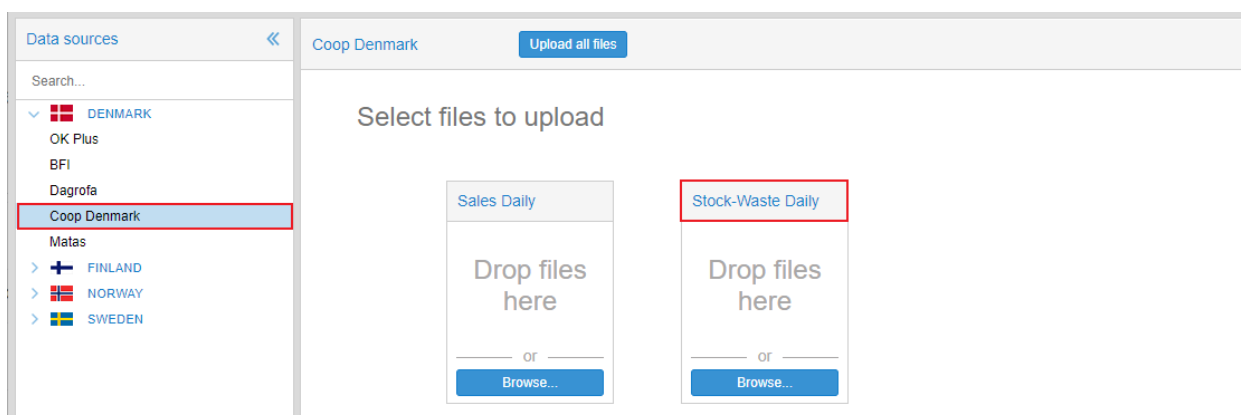 Data sources
Search...
DENMARK
OK Plus
BFI
Dagrofa
Coop Denmark
Matas
FINLAND
NORWAY
SWEDEN
Coop Denmark
Upload all files
Select files to upload
Sales Daily
Drop files
here
or
Browse...
Stock-Waste Daily
Drop files
here
or
Browse...